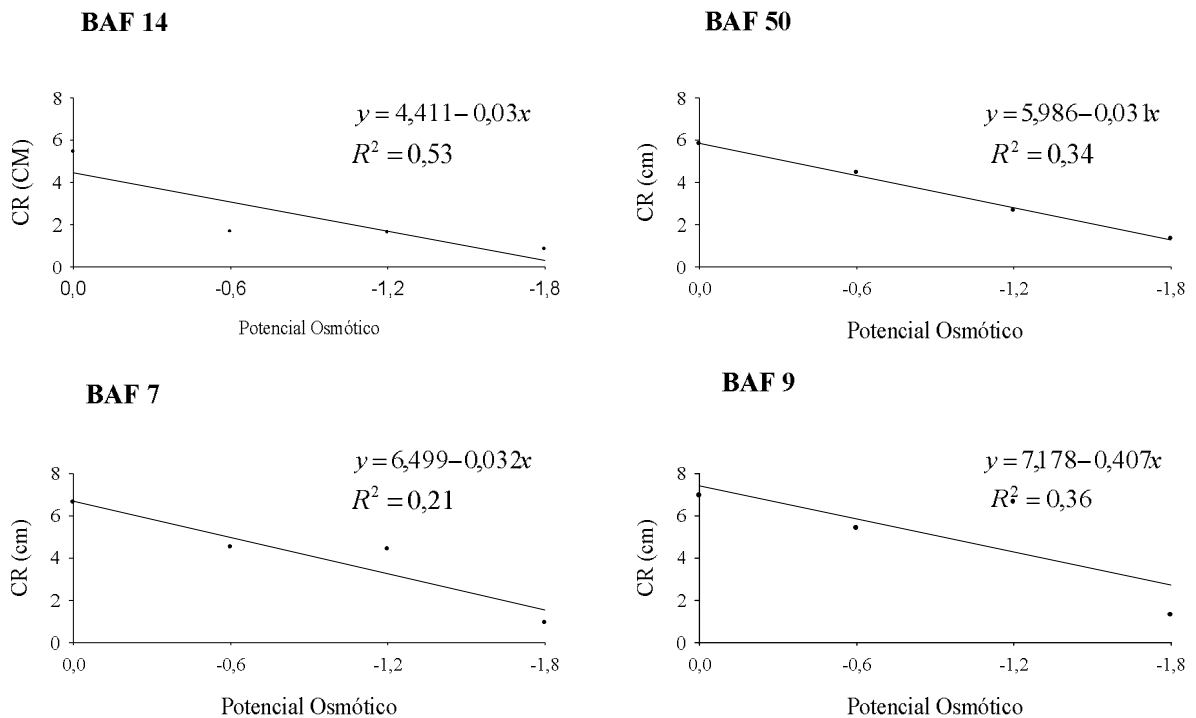 BAF 14
8
6
4
2
0
CR (CM)
y = 4,411−0,03x
R² = 0,53
0,0 -0,6 -1,2 -1,8
Potencial Osmótico
BAF 50
8
6
4
2
0
CR (cm)
y = 5,986−0,031x
R² = 0,34
0,0 -0,6 -1,2 -1,8
Potencial Osmótico
BAF 7
8
6
4
2
0
CR (cm)
y = 6,499−0,032x
R² = 0,21
0,0 -0,6 -1,2 -1,8
Potencial Osmótico
BAF 9
8
6
4
2
0
CR (cm)
y = 7,178−0,407x
R² = 0,36
0,0 -0,6 -1,2 -1,8
Potencial Osmótico